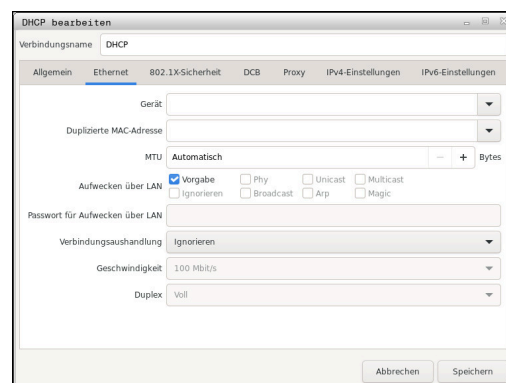 DHCP bearbeiten
Verbindungsname DHCP
Allgemein Ethernet 802.1X-Sicherheit DCB Proxy IPv4-Einstellungen IPv6-Einstellungen
Gerät
Duplizierte MAC-Adresse
MTU Automatisch − + Bytes
Aufwecken über LAN Vorgabe Phy Unicast Multicast
Ignorieren Broadcast Arp Magic
Passwort für Aufwecken über LAN
Verbindungsaushandlung Ignorieren
Geschwindigkeit 100 Mbit/s
Duplex Voll
Abbrechen Speichern